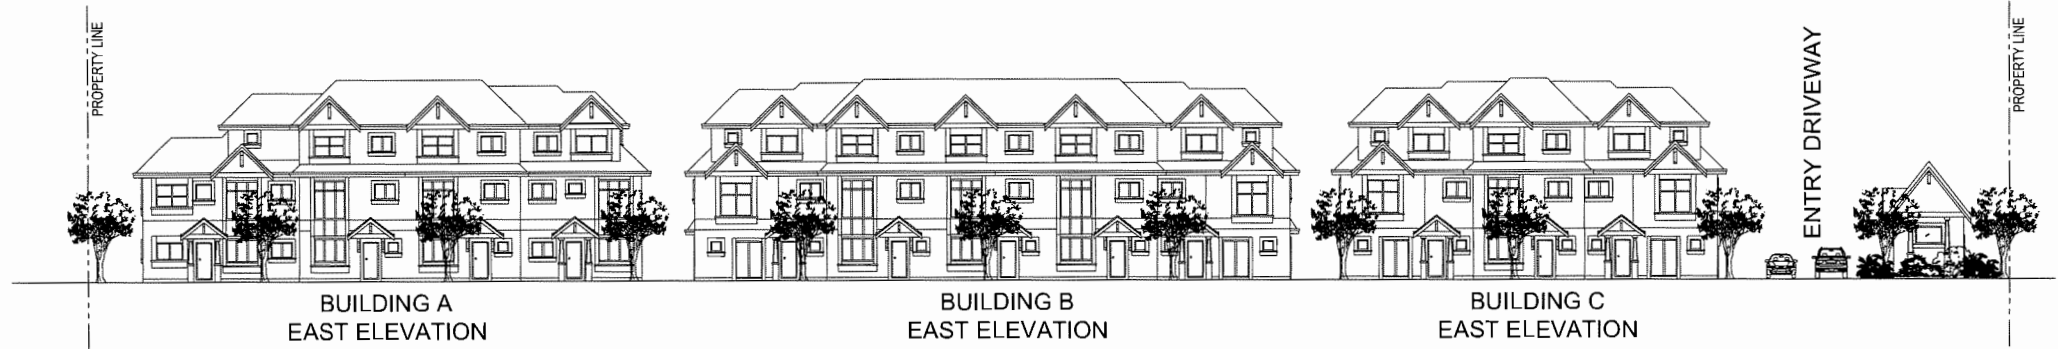 PROPERTY LINE
BUILDING A
EAST ELEVATION
BUILDING B
EAST ELEVATION
BUILDING C
EAST ELEVATION
ENTRY DRIVEWAY
PROPERTY LINE